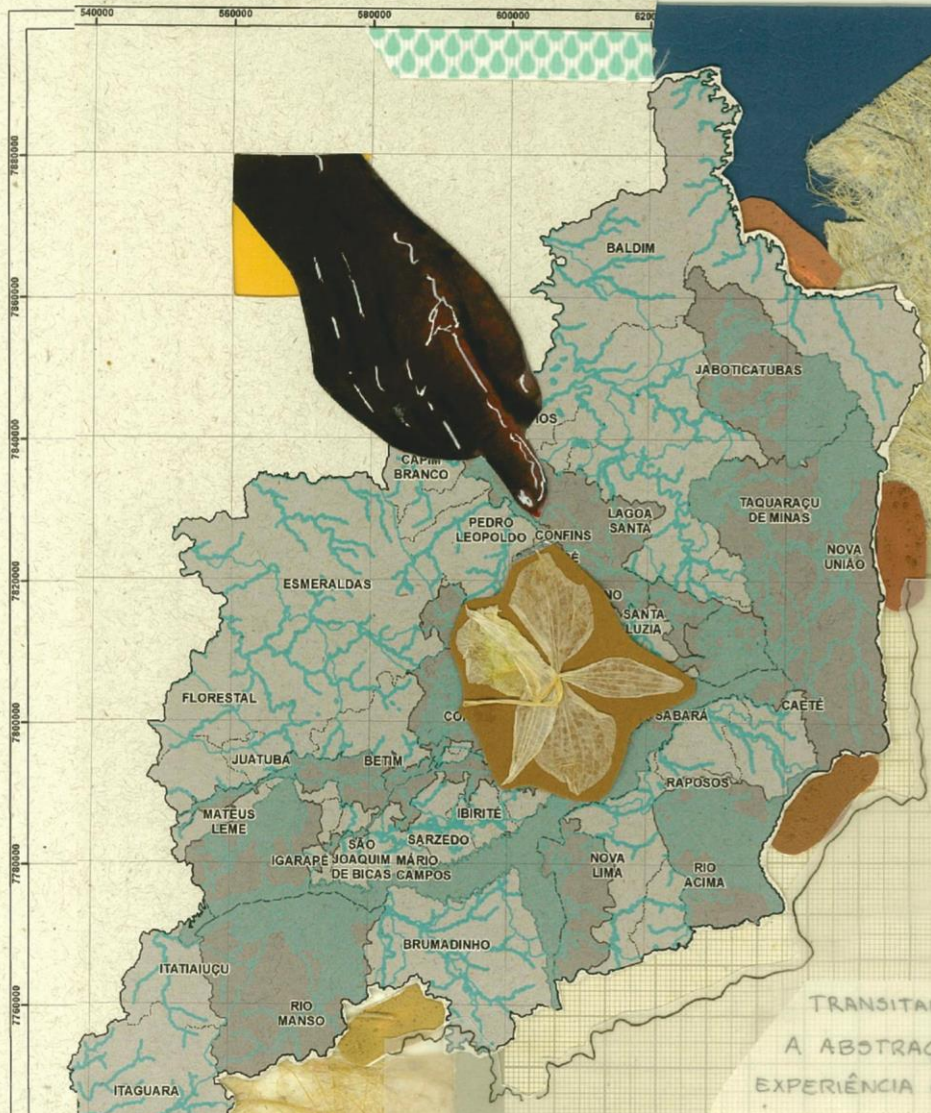 540000
560000
580000
600000
7880000
7860000
7840000
7820000
7800000
7780000
7760000
BALDIM
JABOTICATUBAS
CAPIM
BRANCO
LAGOA
SANTA
TAQUARAÇU
DE MINAS
PEDRO
LEOPOLDO
CONFINS
NOVA
UNIÃO
ESMERALDAS
SANTA
LUZIA
FLORESTAL
SABARÁ
CAETÉ
JUATUBA
BETIM
RAPOSOS
MATEUS
LEME
IBIRITÉ
SARZEDO
SÃO
JOAQUIM
DE BICAS
MÁRIO
CAMPOS
IGARAPÉ
NOVA
LIMA
RIO
ACIMA
BRUMADINHO
ITATIAIUÇU
RIO
MANSO
ITAGUARA
A
EXPERIÊNCIA